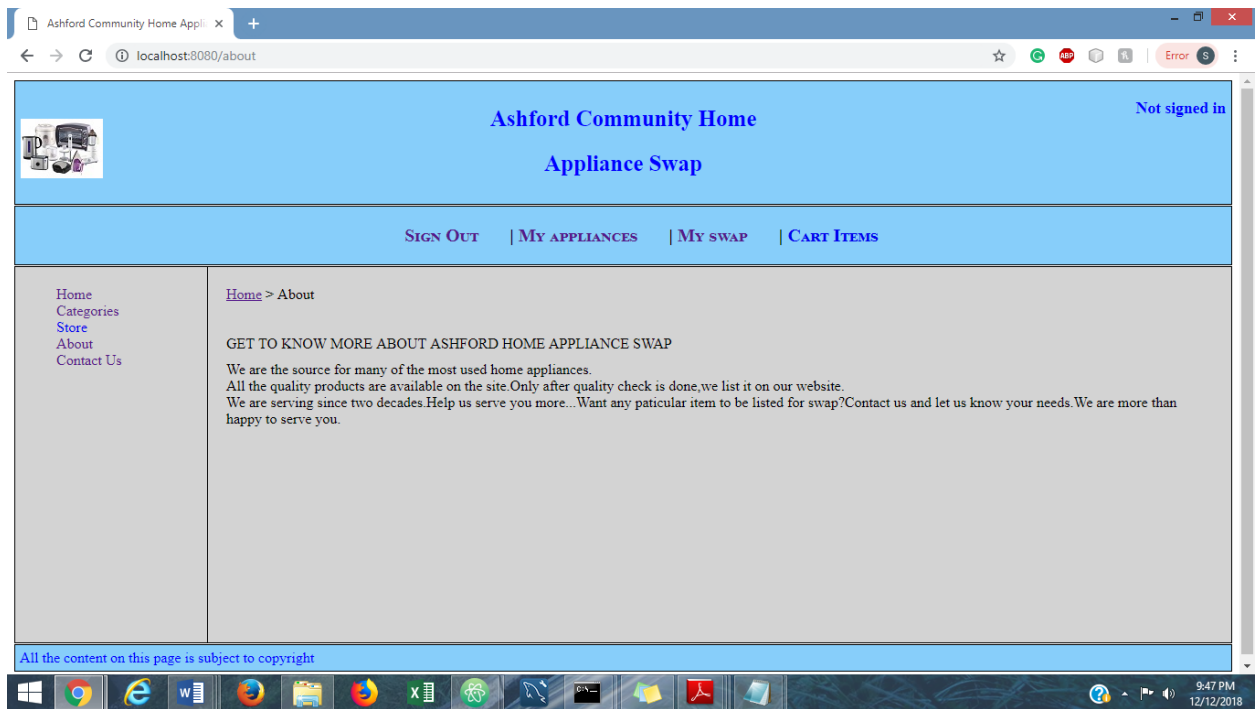 Ashford Community Home Appli
localhost:8080/about
ABP
Error S
Ashford Community Home
Appliance Swap
Not signed in
SIGN OUT | MY APPLIANCES | MY SWAP | CART ITEMS
Home
Categories
Store
About
Contact Us
Home > About
GET TO KNOW MORE ABOUT ASHFORD HOME APPLIANCE SWAP
We are the source for many of the most used home appliances.
All the quality products are available on the site.Only after quality check is done,we list it on our website.
We are serving since two decades.Help us serve you more...Want any paticular item to be listed for swap?Contact us and let us know your needs.We are more than
happy to serve you.
All the content on this page is subject to copyright
9:47 PM
12/12/2018